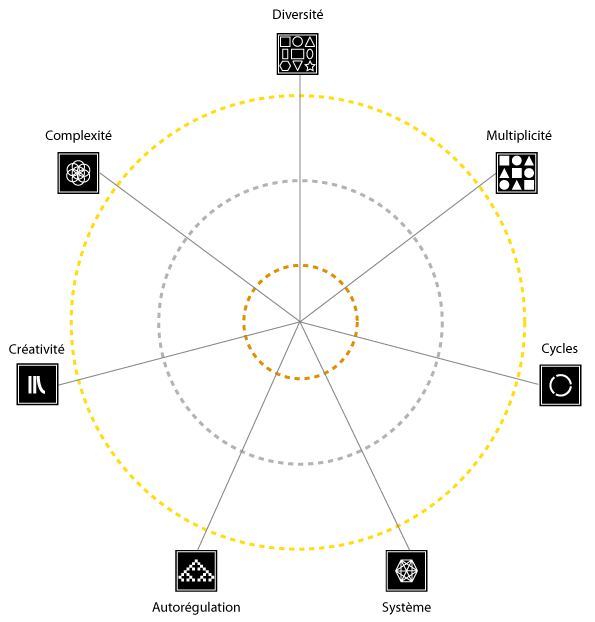 Diversité
Complexité
Multiplicité
Créativité
Cycles
Autorégulation
Système